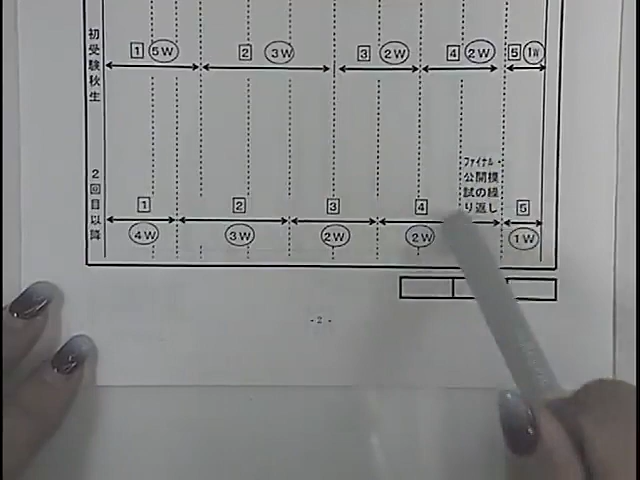 初受験秋生
1 5W 2 3W 3 2W 4 2W 5 1W
ファイナル・
公開模
試の繰
り返し
2回目以降
1 2 3 4 5
4W 3W 2W 2W 1W
- 2 -